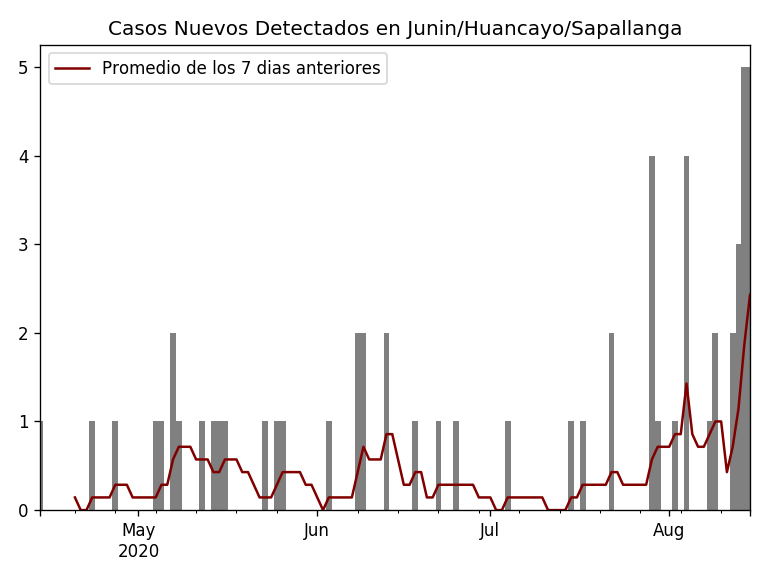 Casos Nuevos Detectados en Junin/Huancayo/Sapallanga
Promedio de los 7 dias anteriores
5
4
3
2
1
0
May Jun Jul Aug
2020